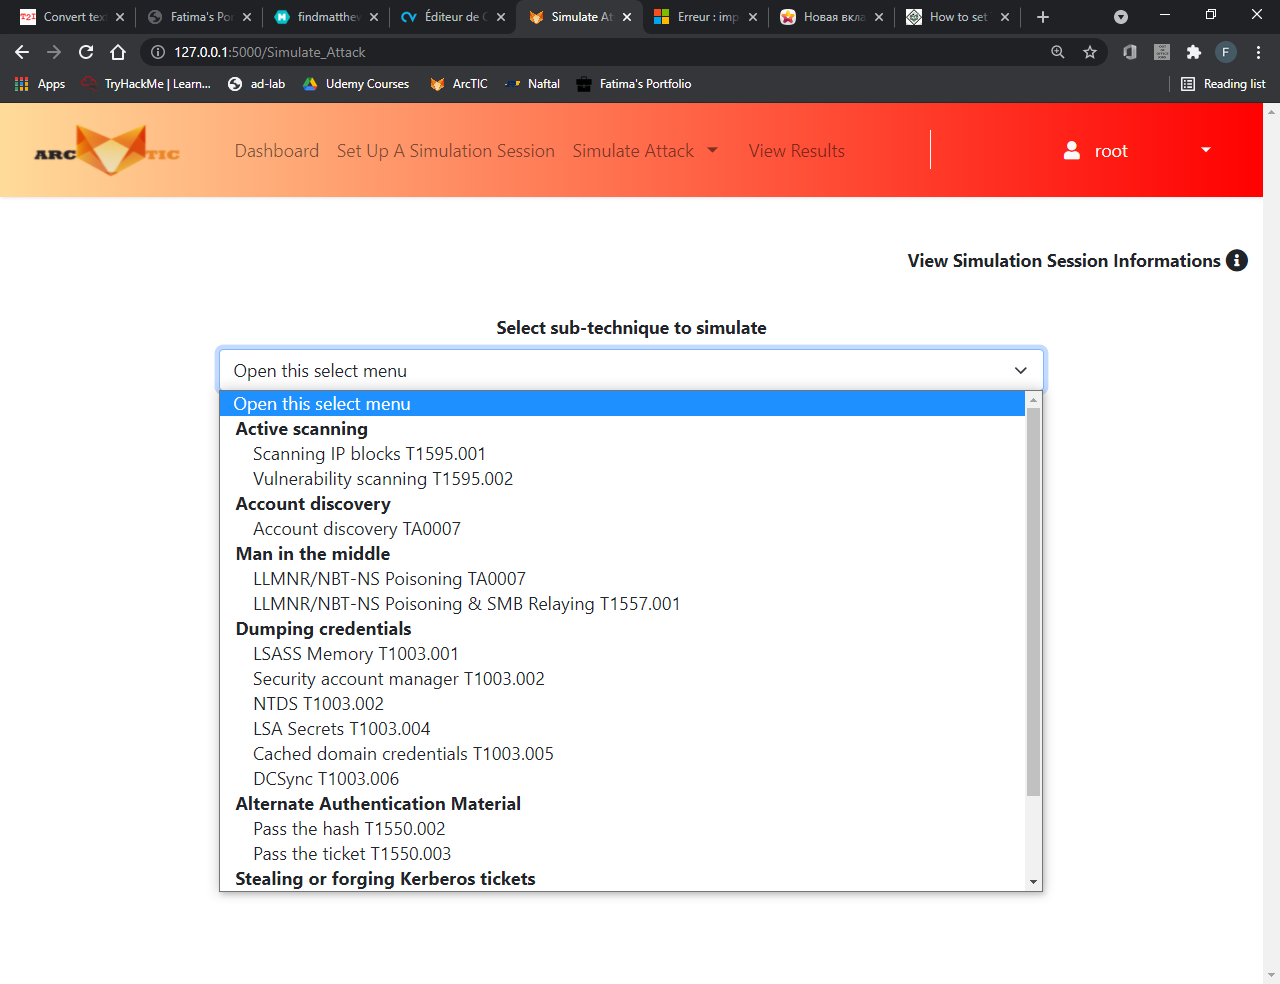 Convert tex
Fatima's Por
findmatthew
Éditeur de C
Simulate At
Erreur : imp
Новая вкла
How to set
127.0.0.1:5000/Simulate_Attack
F
Apps
TryHackMe | Learn...
ad-lab
Udemy Courses
ArcTIC
Naftal
Fatima's Portfolio
Reading list
ARC TIC
Dashboard
Set Up A Simulation Session
Simulate Attack
View Results
root
View Simulation Session Informations
Select sub-technique to simulate
Open this select menu
Open this select menu
Active scanning
Scanning IP blocks T1595.001
Vulnerability scanning T1595.002
Account discovery
Account discovery TA0007
Man in the middle
LLMNR/NBT-NS Poisoning TA0007
LLMNR/NBT-NS Poisoning & SMB Relaying T1557.001
Dumping credentials
LSASS Memory T1003.001
Security account manager T1003.002
NTDS T1003.002
LSA Secrets T1003.004
Cached domain credentials T1003.005
DCSync T1003.006
Alternate Authentication Material
Pass the hash T1550.002
Pass the ticket T1550.003
Stealing or forging Kerberos tickets